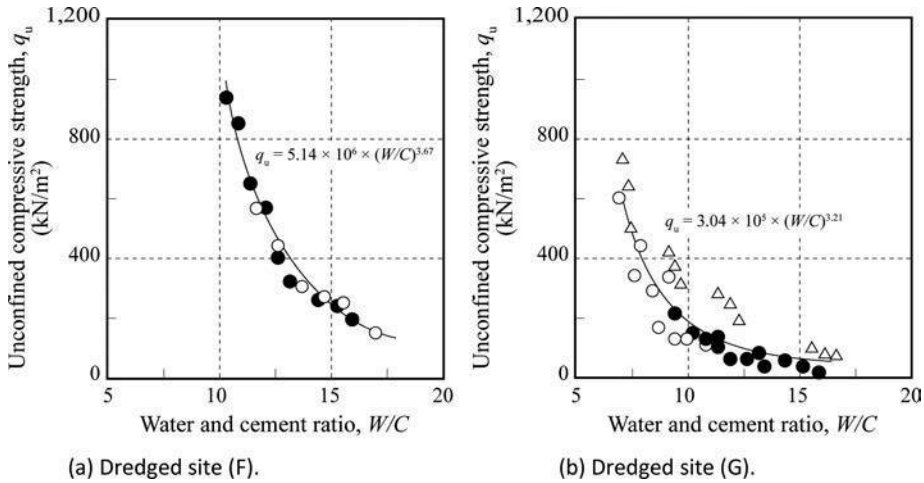 Unconfined compressive strength, qᵤ
(kN/m²)
1,200
800
400
0
5
10
15
20
qᵤ = 5.14 × 10⁶ × (W/C)³·⁶⁷
Water and cement ratio, W/C
(a) Dredged site (F).
Unconfined compressive strength, qᵤ
(kN/m²)
1,200
800
400
0
5
10
15
20
qᵤ = 3.04 × 10⁵ × (W/C)³·²¹
Water and cement ratio, W/C
(b) Dredged site (G).